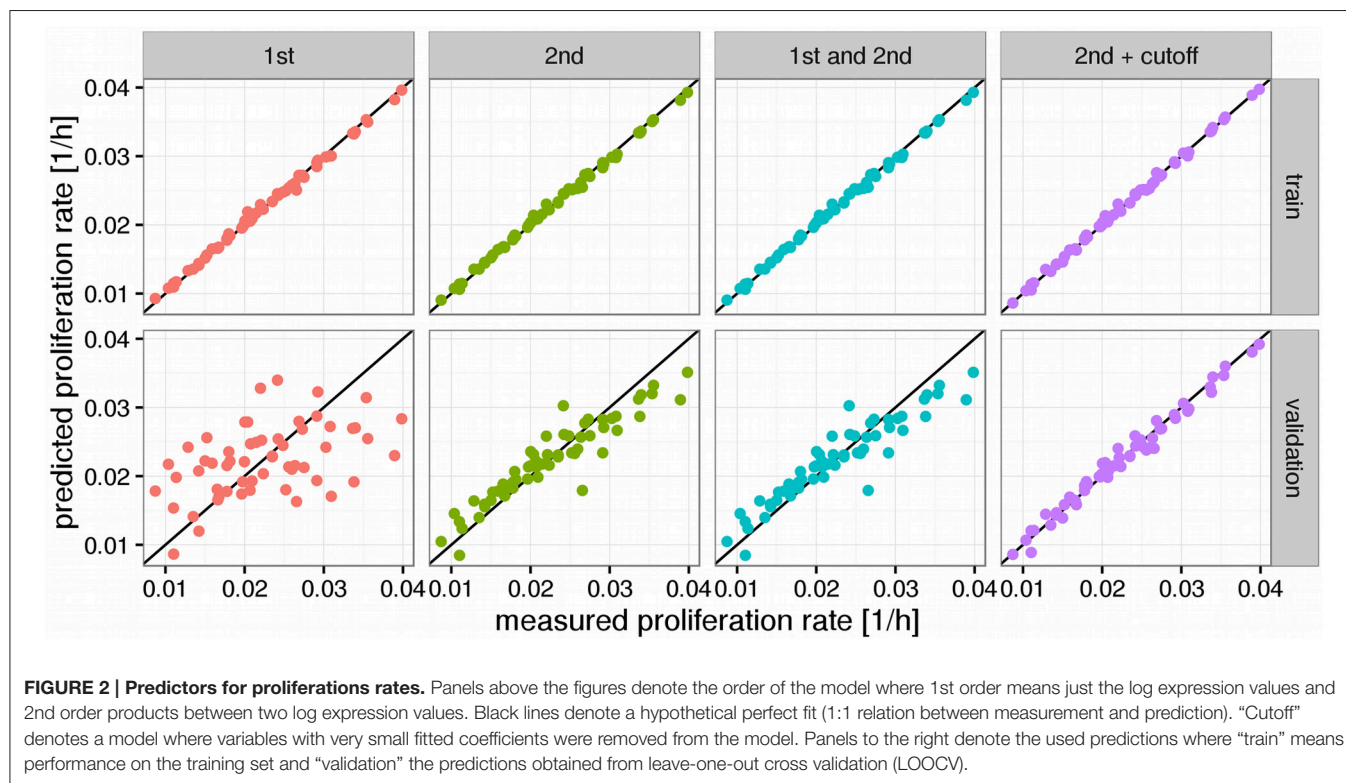 1st 2nd 1st and 2nd 2nd + cutoff
predicted proliferation rate [1/h]
0.04
0.03
0.02
0.01
train
0.04
0.03
0.02
0.01
validation
0.01 0.02 0.03 0.04 0.01 0.02 0.03 0.04 0.01 0.02 0.03 0.04 0.01 0.02 0.03 0.04
measured proliferation rate [1/h]
FIGURE 2 | Predictors for proliferations rates. Panels above the figures denote the order of the model where 1st order means just the log expression values and
2nd order products between two log expression values. Black lines denote a hypothetical perfect fit (1:1 relation between measurement and prediction). “Cutoff”
denotes a model where variables with very small fitted coefficients were removed from the model. Panels to the right denote the used predictions where “train” means
performance on the training set and “validation” the predictions obtained from leave-one-out cross validation (LOOCV).